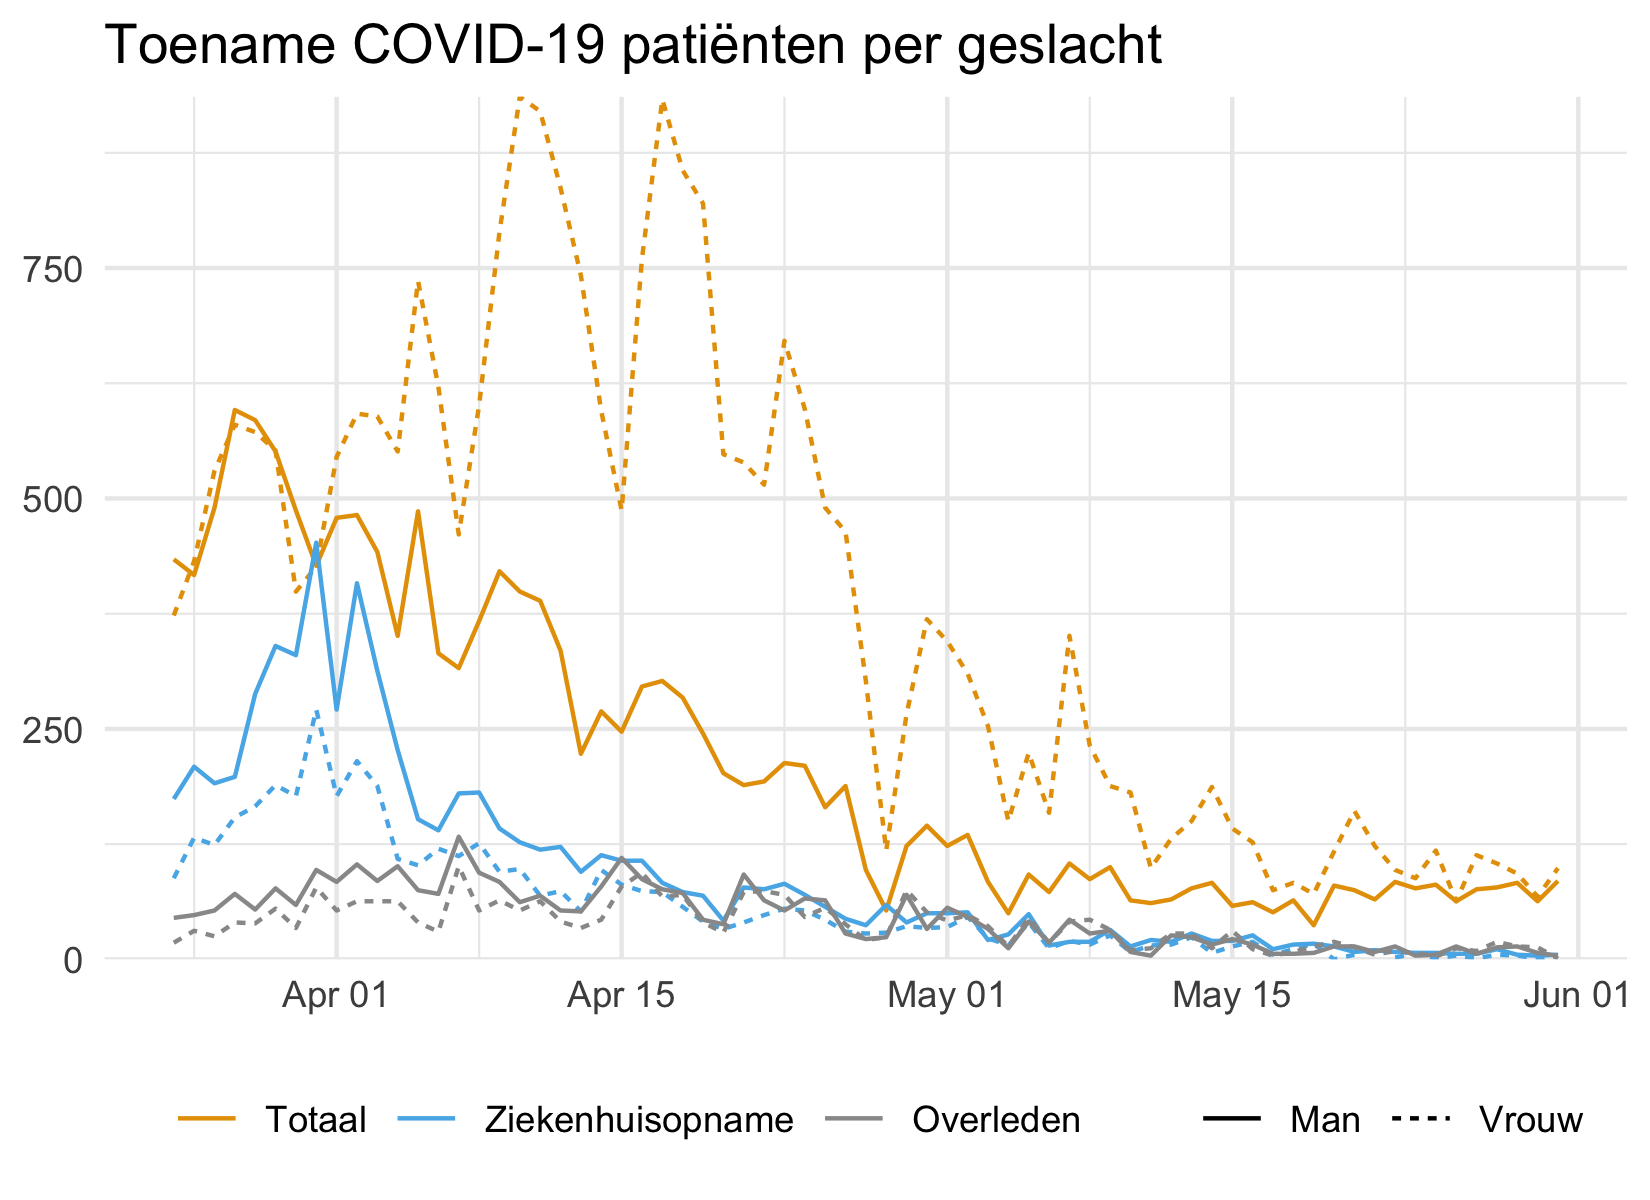 Toename COVID-19 patiënten per geslacht
750
500
250
0
Apr 01 Apr 15 May 01 May 15 Jun 01
Totaal Ziekenhuisopname Overleden Man Vrouw